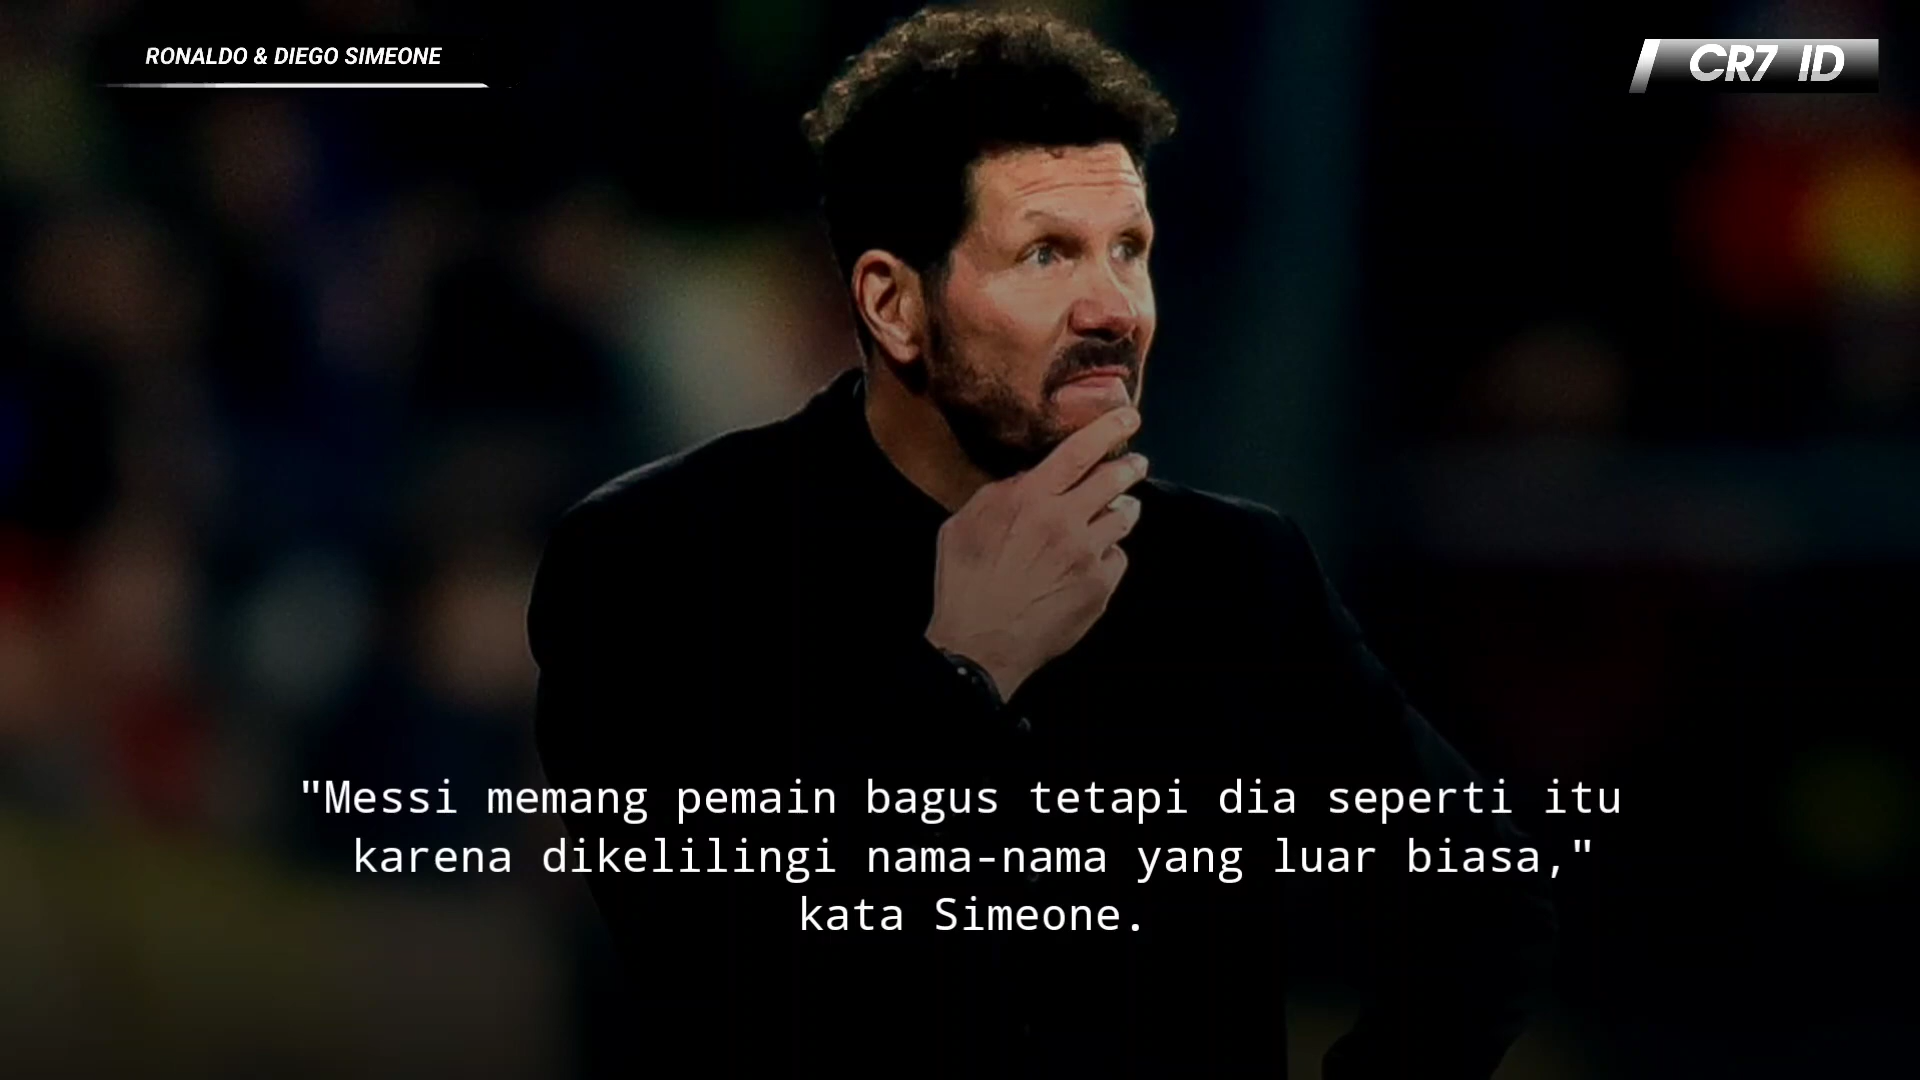 RONALDO & DIEGO SIMEONE
CR7 ID
"Messi memang pemain bagus tetapi dia seperti itu
karena dikelilingi nama-nama yang luar biasa,"
kata Simeone.